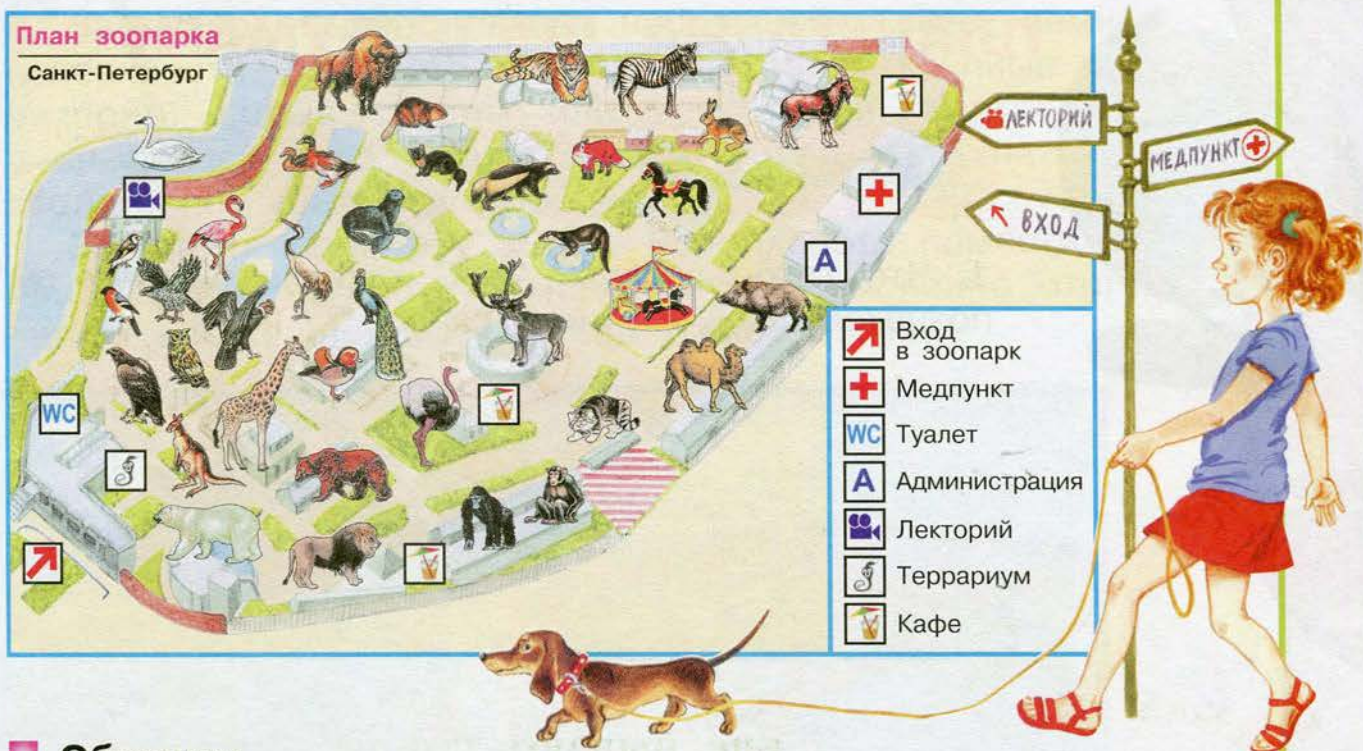 План зоопарка
Санкт-Петербург
ЛЕКТОРИЙ
МЕДПУНКТ
ВХОД
WC
A
Вход
в зоопарк
Медпункт
WC Туалет
A Администрация
Лекторий
Террариум
Кафе